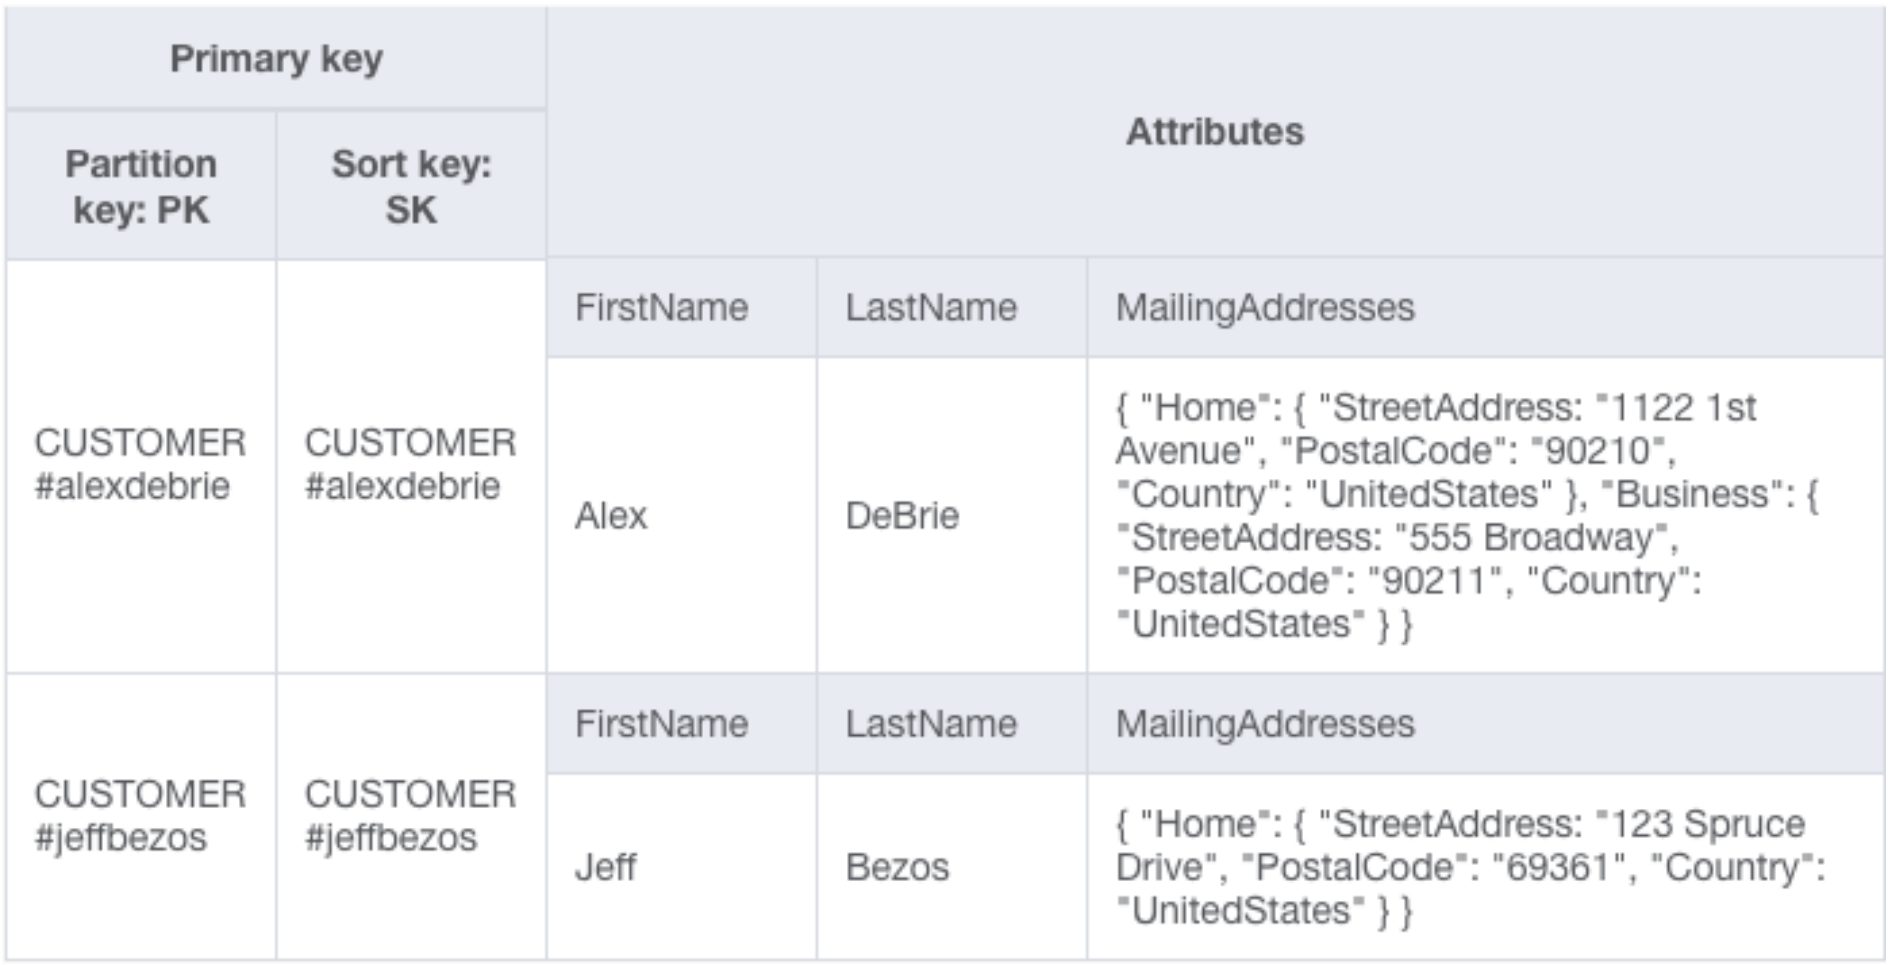 Primary key
Attributes
Partition
key: PK
Sort key:
SK
FirstName
LastName
MailingAddresses
CUSTOMER
#alexdebrie
CUSTOMER
#alexdebrie
Alex
DeBrie
{ "Home": { "StreetAddress: "1122 1st
Avenue", "PostalCode": "90210",
"Country": "UnitedStates" }, "Business": {
"StreetAddress: "555 Broadway",
"PostalCode": "90211", "Country":
"UnitedStates" } }
FirstName
LastName
MailingAddresses
CUSTOMER
#jeffbezos
CUSTOMER
#jeffbezos
Jeff
Bezos
{ "Home": { "StreetAddress: "123 Spruce
Drive", "PostalCode": "69361", "Country":
"UnitedStates" } }